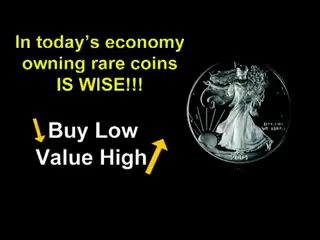 In today's economy
owning rare coins
IS WISE!!!
Buy Low
Value High